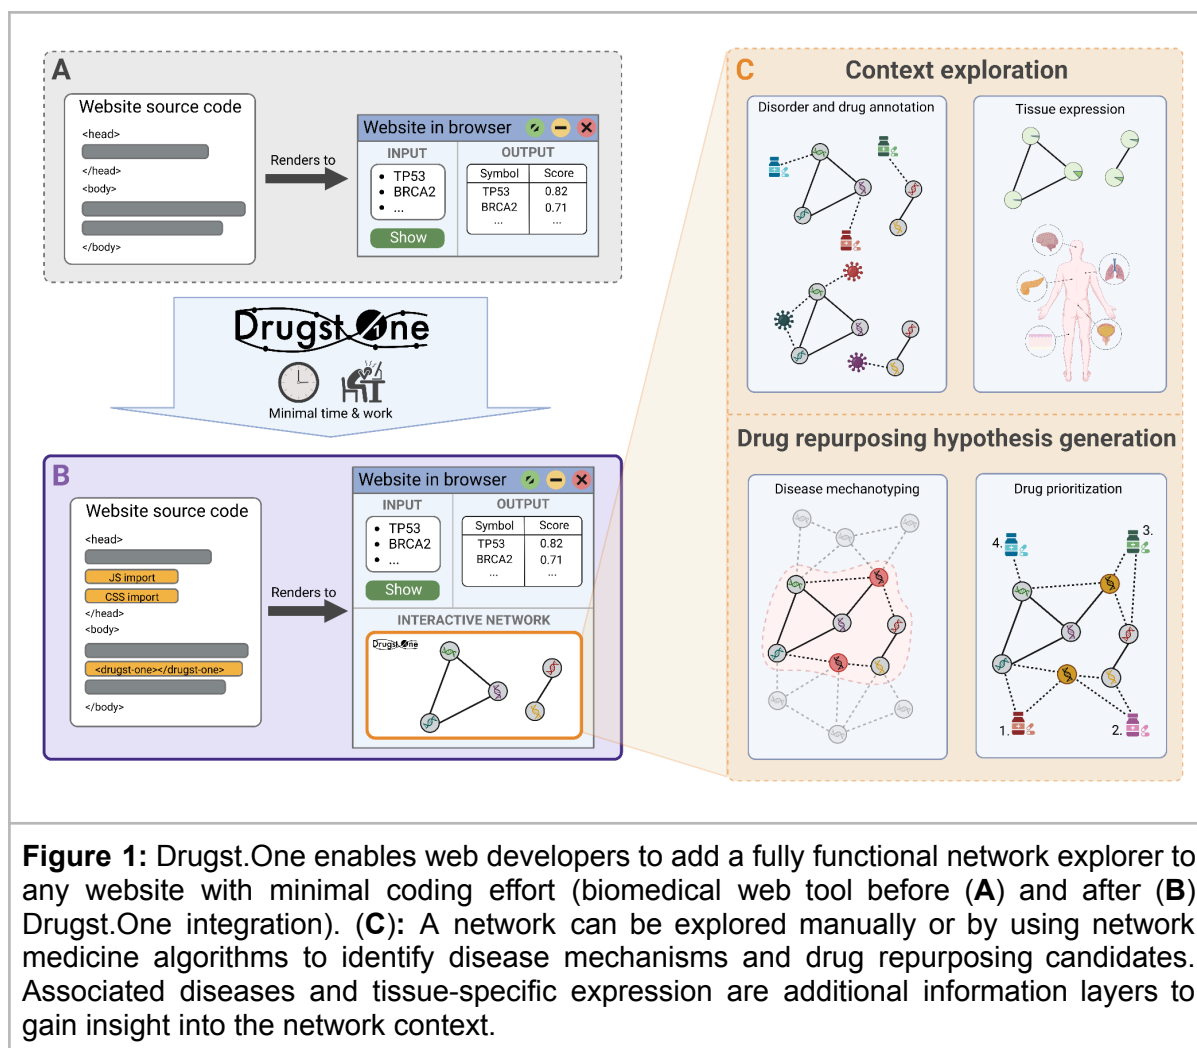 A
Website source code
<head>
</head>
<body>
</body>
Renders to
Website in browser
INPUT
• TP53
• BRCA2
• ...
Show
OUTPUT
Symbol Score
TP53 0.82
BRCA2 0.71
...
Drugst.One
Minimal time & work
B
Website source code
<head>
JS import
CSS import
</head>
<body>
<drugst-one></drugst-one>
</body>
Renders to
Website in browser
INPUT
• TP53
• BRCA2
• ...
Show
OUTPUT
Symbol Score
TP53 0.82
BRCA2 0.71
...
INTERACTIVE NETWORK
Drugst.One
C
Context exploration
Disorder and drug annotation
Tissue expression
Drug repurposing hypothesis generation
Disease mechanotyping
Drug prioritization
4.
3.
1.
2.
Figure 1: Drugst.One enables web developers to add a fully functional network explorer to
any website with minimal coding effort (biomedical web tool before (A) and after (B)
Drugst.One integration). (C): A network can be explored manually or by using network
medicine algorithms to identify disease mechanisms and drug repurposing candidates.
Associated diseases and tissue-specific expression are additional information layers to
gain insight into the network context.